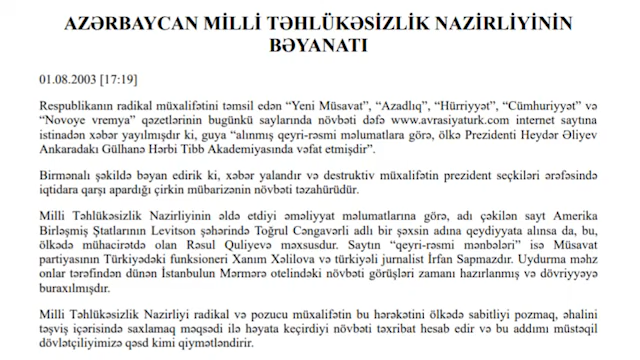 AZƏRBAYCAN MİLLİ TƏHLÜKƏSİZLİK NAZİRLİYİNİN
BƏYANATI
01.08.2003 [17:19]
Respublikanın radikal müxalifətini təmsil edən “Yeni Müsavat”, “Azadlıq”, “Hürriyyət”, “Cümhuriyyət” və
“Novoye vremya” qəzetlərinin bugünkü saylarında növbəti dəfə www.avrasiyaturk.com internet saytına
istinadən xəbər yayılmışdır ki, guya “alınmış qeyri-rəsmi məlumatlara görə, ölkə Prezidenti Heydər Əliyev
Ankaradakı Gülhanə Hərbi Tibb Akademiyasında vəfat etmişdir”.
Birmənalı şəkildə bəyan edirik ki, xəbər yalandır və destruktiv müxalifətin prezident seçkiləri ərəfəsində
iqtidara qarşı apardığı çirkin mübarizənin növbəti təzahürüdür.
Milli Təhlükəsizlik Nazirliyinin əldə etdiyi əməliyyat məlumatlarına görə, adı çəkilən sayt Amerika
Birləşmiş Ştatlarının Levitson şəhərində Toğrul Cəngavərli adlı bir şəxsin adına qeydiyyata alınsa da, bu,
ölkədə mühacirətdə olan Rəsul Quliyevə məxsusdur. Saytın “qeyri-rəsmi mənbələri” isə Müsavat
partiyasının Türkiyədəki funksioneri Xanım Xəlilova və türkiyəli jurnalist İrfan Sapmazdır. Uydurma məhz
onlar tərəfindən dünən İstanbulun Mərmərə otelindəki növbəti görüşləri zamanı hazırlanmış və dövriyyəyə
buraxılmışdır.
Milli Təhlükəsizlik Nazirliyi radikal və pozucu müxalifətin bu hərəkətini ölkədə sabitliyi pozmaq, əhalini
təşviş içərisində saxlamaq məqsədi ilə həyata keçirdiyi növbəti təxribat hesab edir və bu addımı müstəqil
dövlətçiliyimizə qəsd kimi qiymətləndirir.